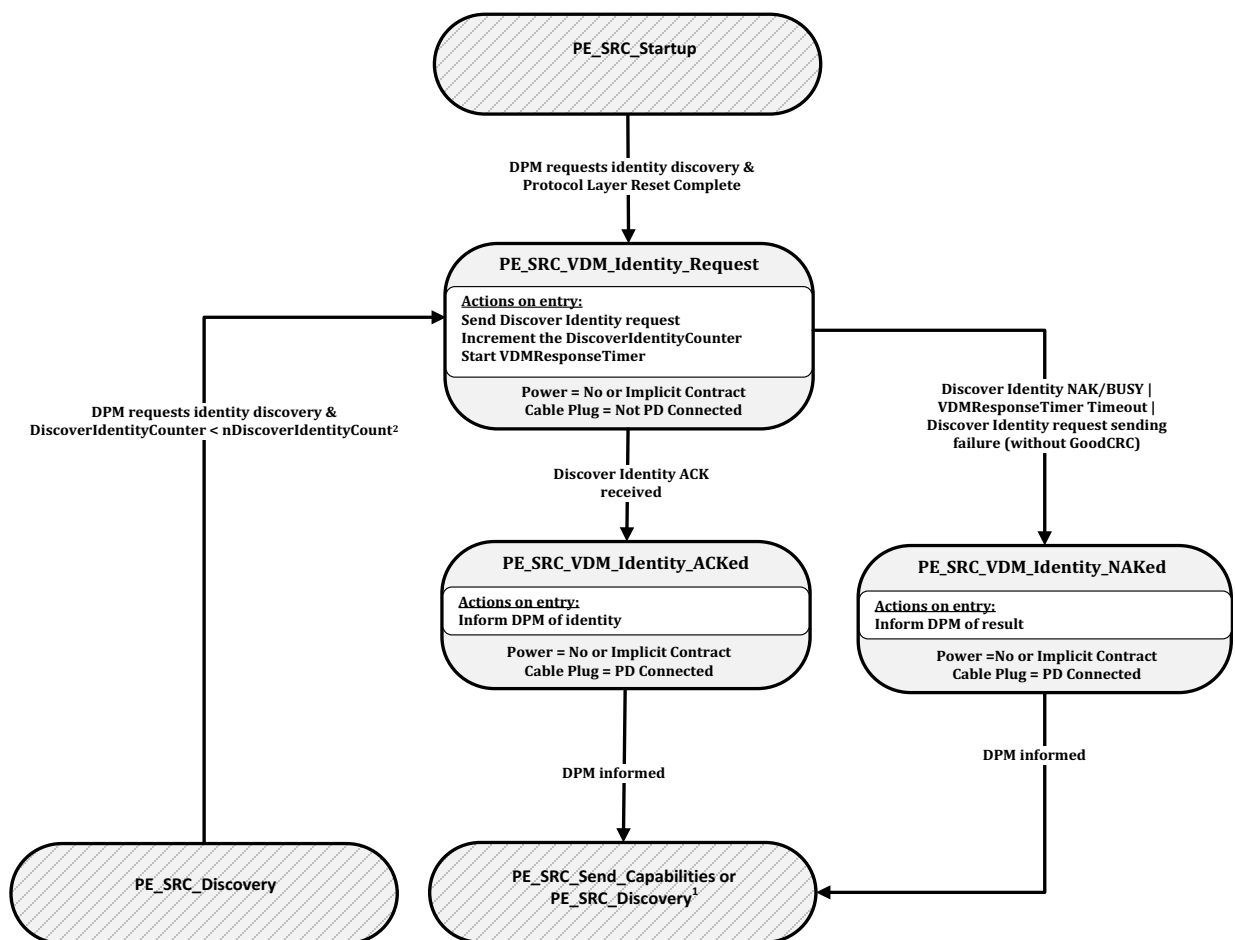 PE_SRC_Startup
DPM requests identity discovery &
Protocol Layer Reset Complete
PE_SRC_VDM_Identity_Request
Actions on entry:
Send Discover Identity request
Increment the DiscoverIdentityCounter
Start VDMResponseTimer
Power = No or Implicit Contract
Cable Plug = Not PD Connected
DPM requests identity discovery &
DiscoverIdentityCounter < nDiscoverIdentityCount²
Discover Identity NAK/BUSY |
VDMResponseTimer Timeout |
Discover Identity request sending
failure (without GoodCRC)
Discover Identity ACK
received
PE_SRC_VDM_Identity_ACKed
Actions on entry:
Inform DPM of identity
Power = No or Implicit Contract
Cable Plug = PD Connected
PE_SRC_VDM_Identity_NAKed
Actions on entry:
Inform DPM of result
Power =No or Implicit Contract
Cable Plug = PD Connected
DPM informed
DPM informed
PE_SRC_Discovery
PE_SRC_Send_Capabilities or
PE_SRC_Discovery¹